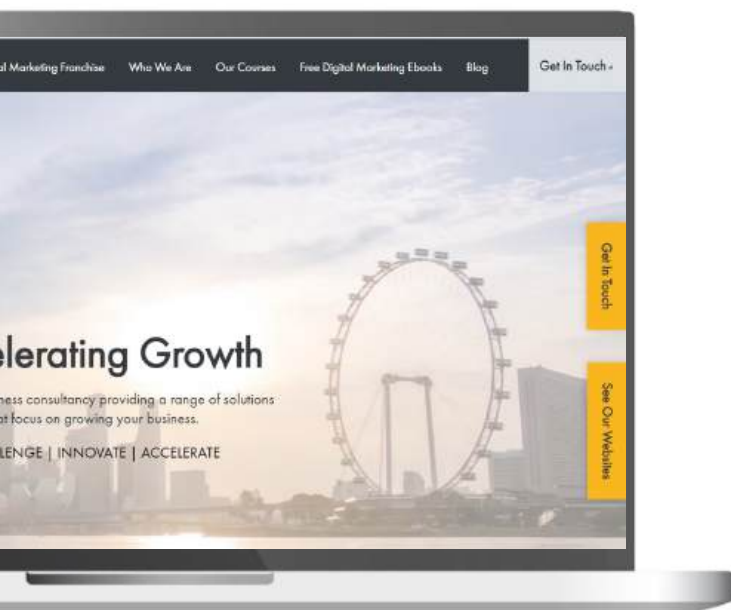 al Marketing Franchise Who We Are Our Courses Free Digital Marketing Ebooks Blog Get In Touch
Get In Touch
elerating Growth
ness consultancy providing a range of solutions
at focus on growing your business.
LENGE | INNOVATE | ACCELERATE
See Our Websites